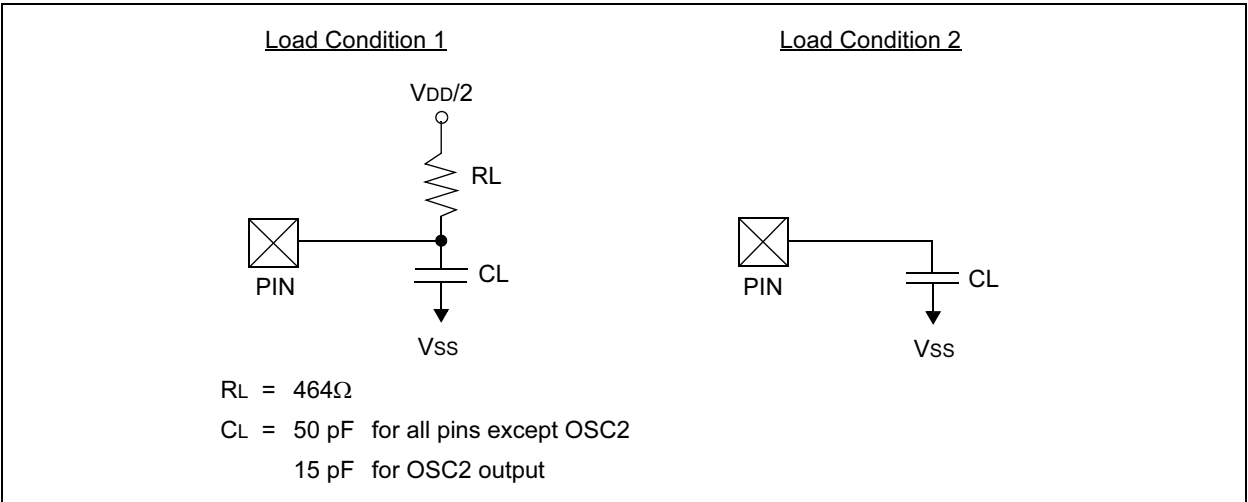 Load Condition 1
Load Condition 2
VDD/2
RL
PIN
CL
VSS
PIN
CL
VSS
RL = 464Ω
CL = 50 pF for all pins except OSC2
15 pF for OSC2 output